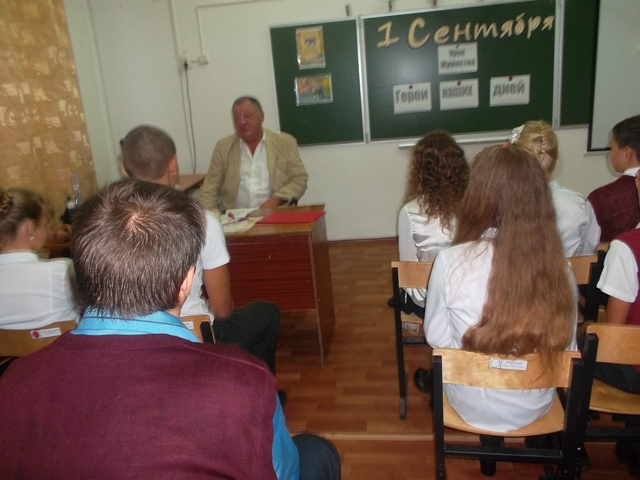 1 Сентября
Урок
Мужества
Герои наших дней